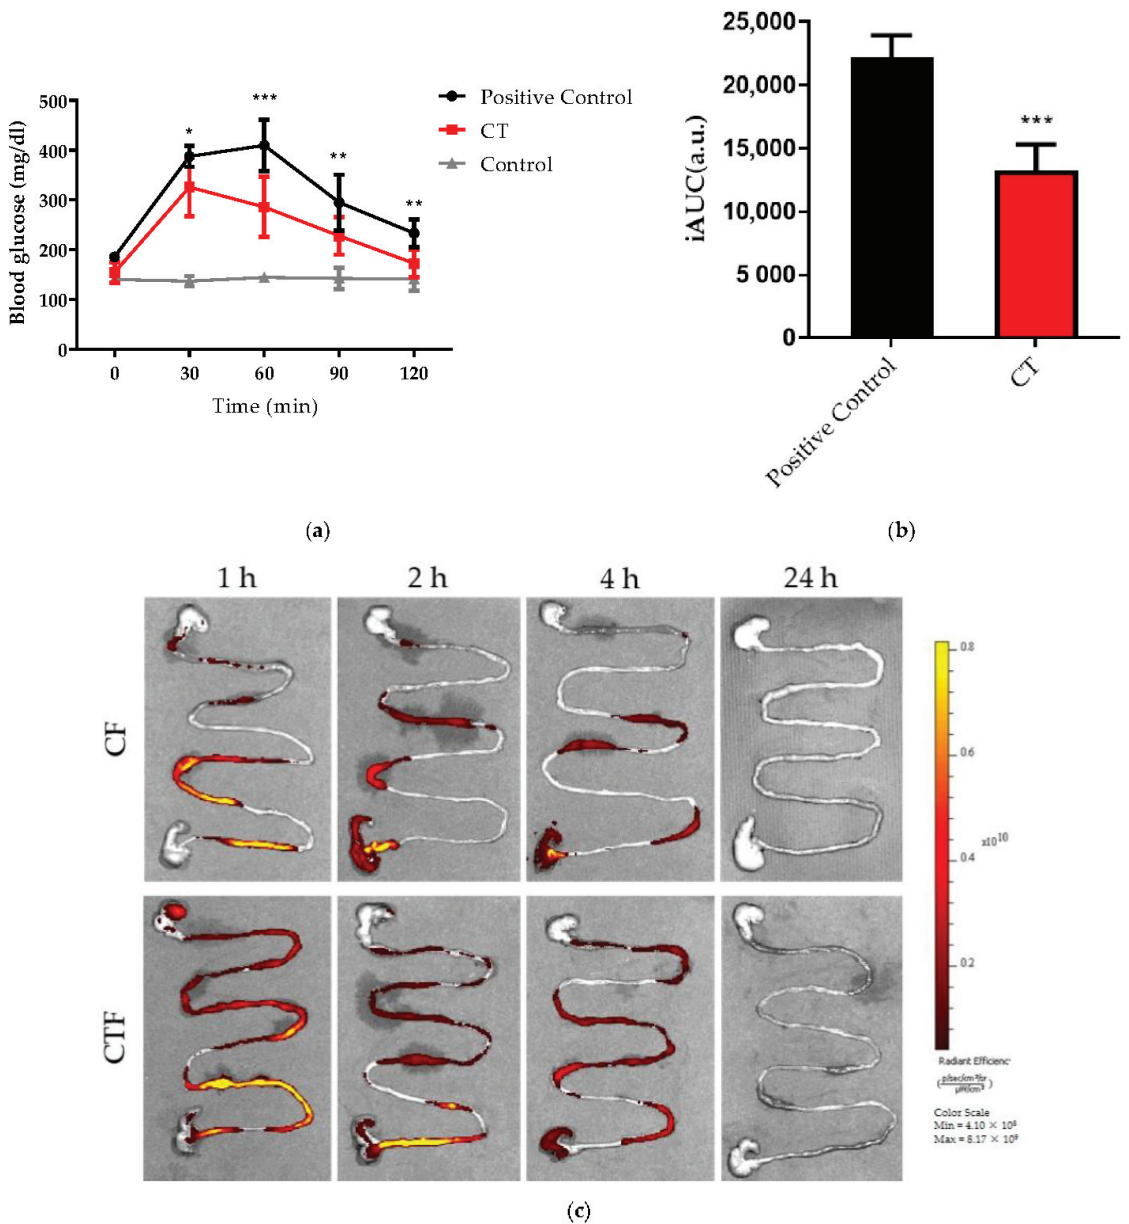 500
400
300
200
100
0
Blood glucose (mg/dl)
*
***
**
**
0 30 60 90 120
Time (min)
Positive Control
CT
Control
(a)
25,000
20,000
15,000
10,000
5 000
0
iAUC(a.u.)
***
Positive Control
CT
(b)
1 h 2 h 4 h 24 h
CF
CTF
0.8
0.6
0.4
x10^10
0.2
Radiant Efficienc
Color Scale
Min = 4.10 × 10^8
Max = 8.17 × 10^9
(c)